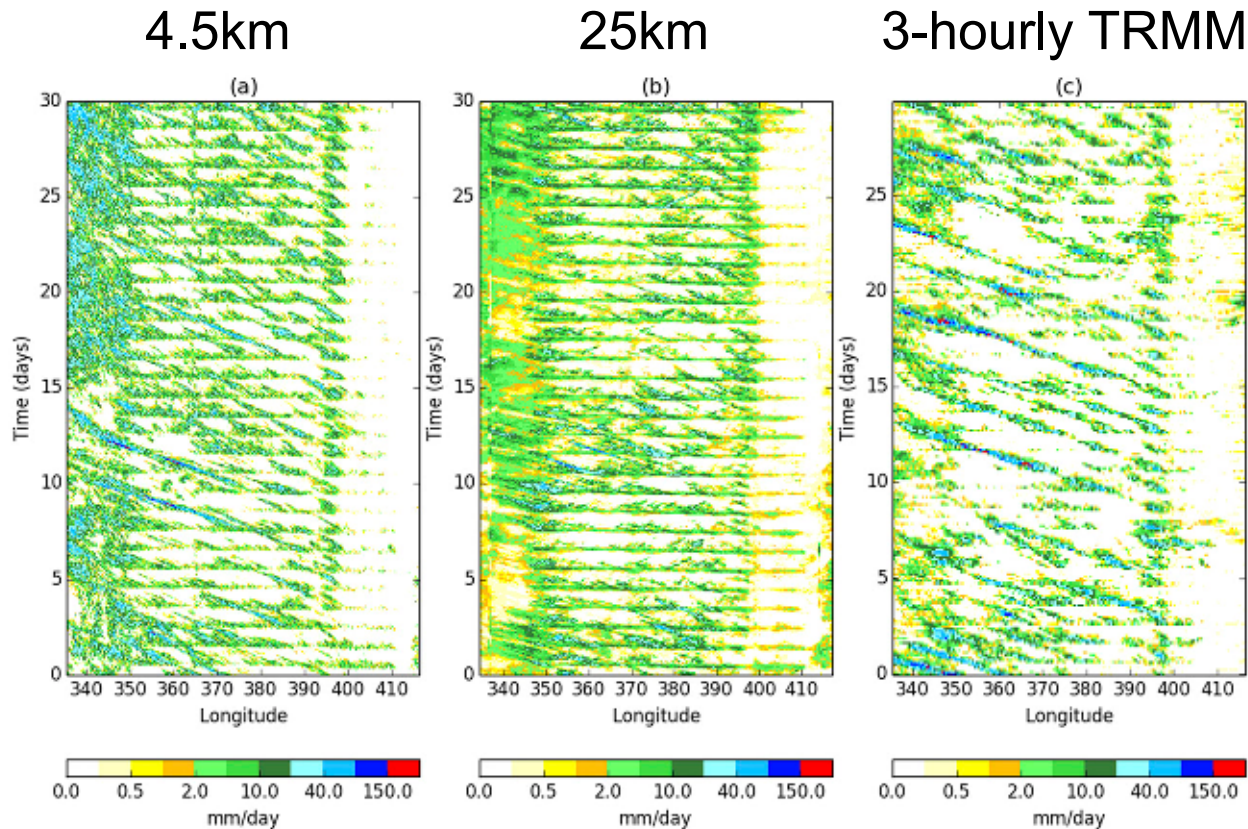 4.5km 25km 3-hourly TRMM
(a) (b) (c)
30 30 30
25 25 25
20 20 20
15 15 15
10 10 10
5 5 5
0 0 0
Time (days) Time (days) Time (days)
340 350 360 370 380 390 400 410 340 350 360 370 380 390 400 410 340 350 360 370 380 390 400 410
Longitude Longitude Longitude
0.0 0.5 2.0 10.0 40.0 150.0 0.0 0.5 2.0 10.0 40.0 150.0 0.0 0.5 2.0 10.0 40.0 150.0
mm/day mm/day mm/day